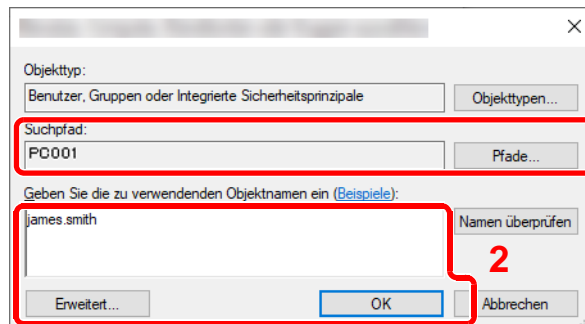 Objekttyp:
Benutzer, Gruppen oder Integrierte Sicherheitsprinzipale
Objekttypen...
Suchpfad:
PC001
Pfade...
Geben Sie die zu verwendenden Objektnamen ein (Beispiele):
james.smith
Namen überprüfen
2
Erweitert...
OK
Abbrechen